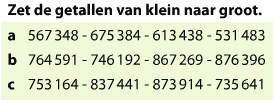 Zet de getallen van klein naar groot.
a 567 348 - 675 384 - 613 438 - 531 483
b 764 591 - 746 192 - 867 269 - 876 396
c 753 164 - 837 441 - 873 914 - 735 641